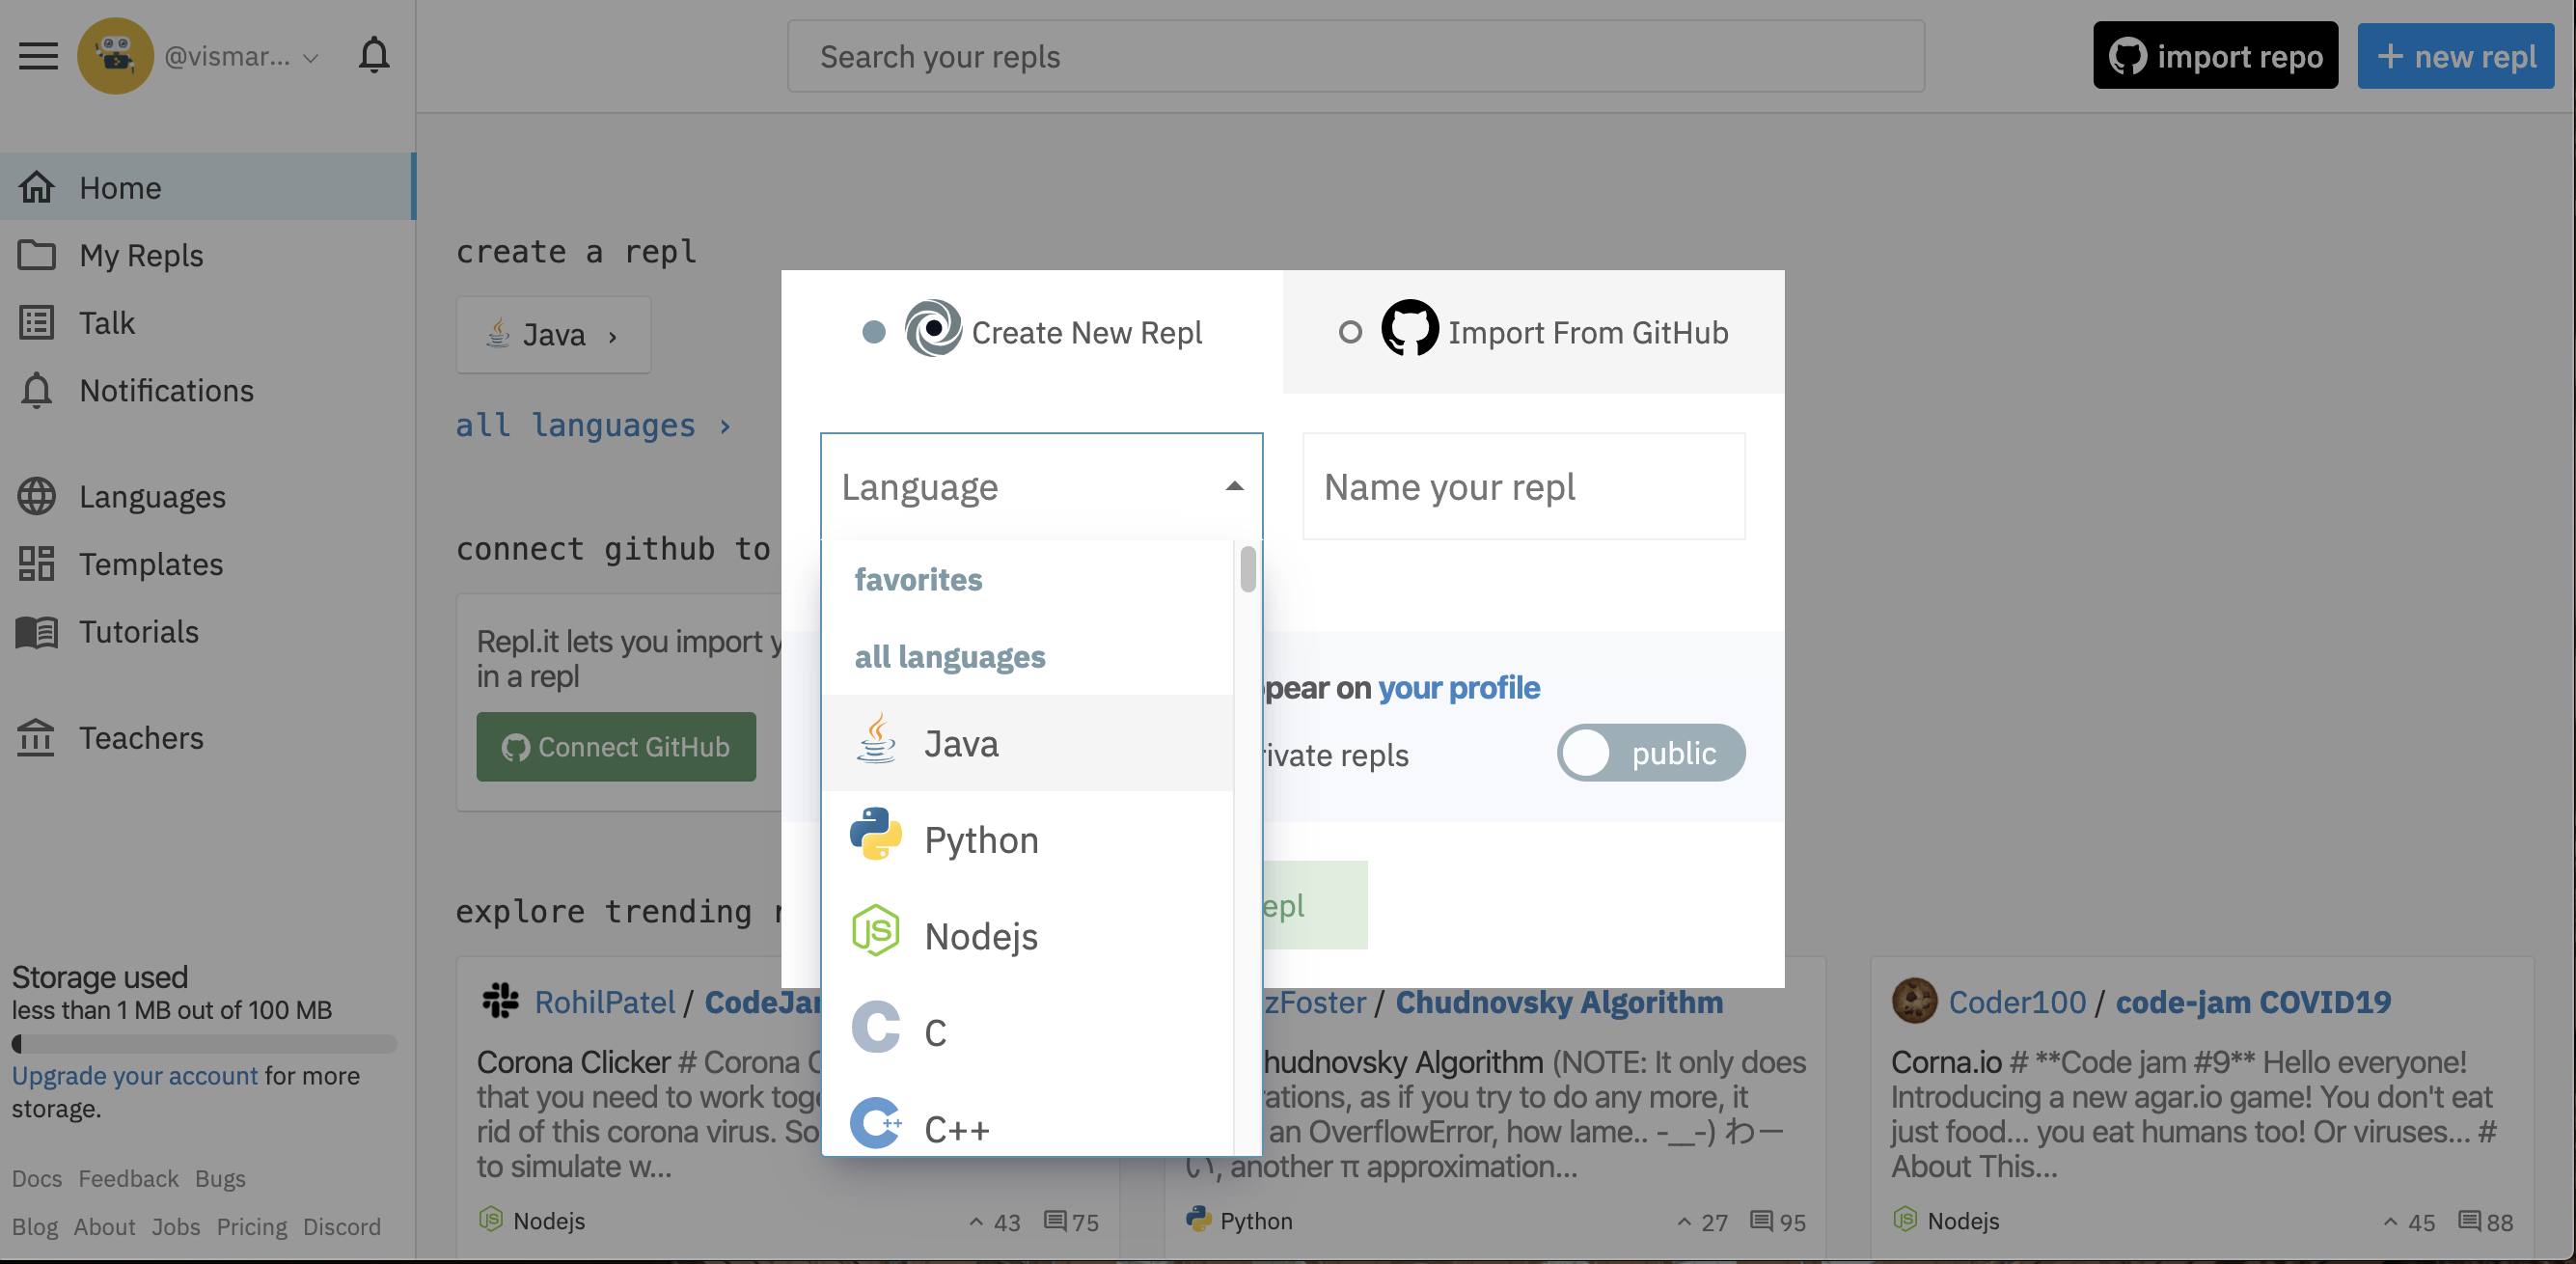 @vismar...
Search your repls
import repo
+ new repl
Home
My Repls
Talk
Notifications
Languages
Templates
Tutorials
Teachers
Storage used
less than 1 MB out of 100 MB
Upgrade your account for more
storage.
Docs Feedback Bugs
Blog About Jobs Pricing Discord
create a repl
Java ›
all languages ›
connect github to
Repl.it lets you import
in a repl
Connect GitHub
explore trending
Create New Repl
Import From GitHub
Language
Name your repl
favorites
all languages
Java
Python
Nodejs
C
C++
ppear on your profile
ivate repls
public
epl
RohilPatel / CodeJam
Corona Clicker # Corona C
that you need to work toge
rid of this corona virus. So
to simulate w...
Nodejs
43
75
zFoster / Chudnovsky Algorithm
hudnovsky Algorithm (NOTE: It only does
rations, as if you try to do any more, it
an OverflowError, how lame.. -__-) わー
い, another π approximation...
Python
27
95
Coder100 / code-jam COVID19
Corna.io # **Code jam #9** Hello everyone!
Introducing a new agar.io game! You don't eat
just food... you eat humans too! Or viruses... #
About This...
Nodejs
45
88